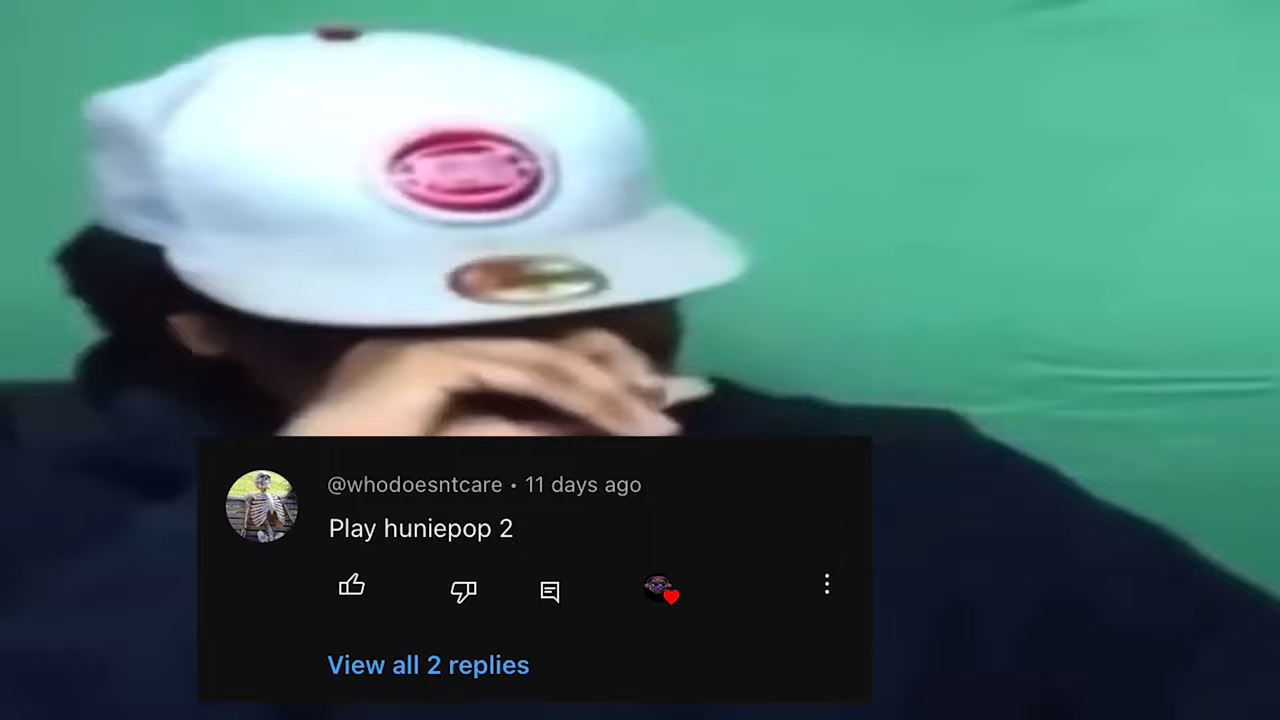 @whodoesntcare • 11 days ago
Play huniepop 2
View all 2 replies